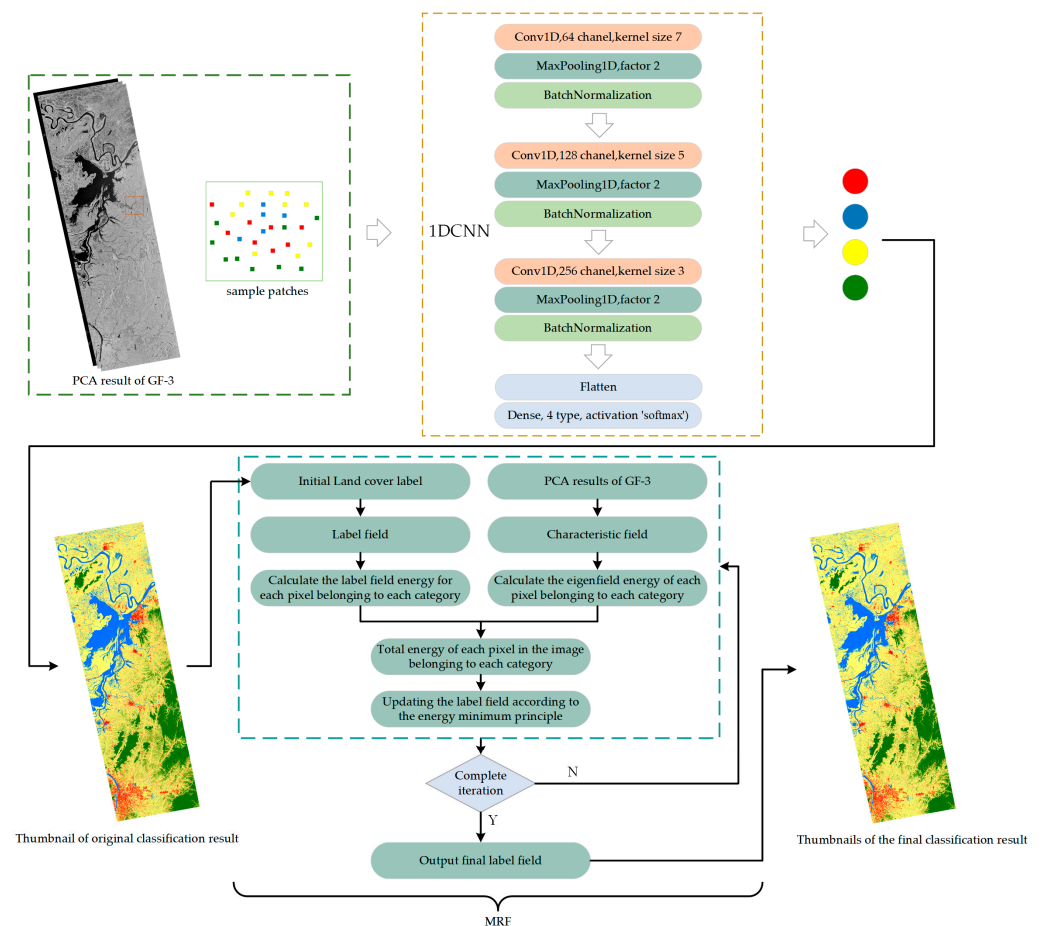 Conv1D,64 chanel,kernel size 7
MaxPooling1D,factor 2
BatchNormalization
Conv1D,128 chanel,kernel size 5
MaxPooling1D,factor 2
BatchNormalization
1DCNN
Conv1D,256 chanel,kernel size 3
MaxPooling1D,factor 2
BatchNormalization
Flatten
Dense, 4 type, activation 'softmax')
sample patches
PCA result of GF-3
Initial Land cover label
PCA results of GF-3
Label field
Characteristic field
Calculate the label field energy for
each pixel belonging to each category
Calculate the eigenfield energy of each
pixel belonging to each category
Total energy of each pixel in the image
belonging to each category
Updating the label field according to
the energy minimum principle
Complete
iteration
N
Y
Output final label field
Thumbnail of original classification result
Thumbnails of the final classification result
MRF